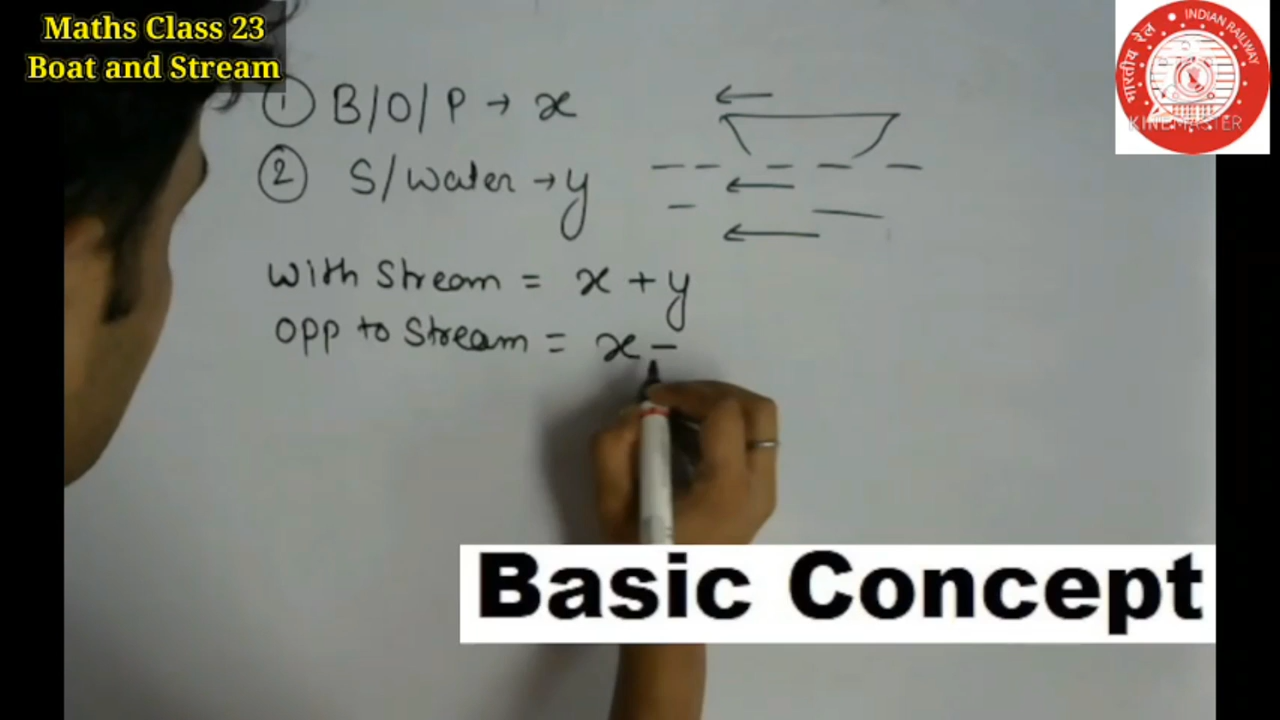 Maths Class 23
Boat and Stream
① B/O/P → x
② S/Water → y
With Stream = x + y
Opp to Stream = x -
Basic Concept
भारतीय रेल INDIAN RAILWAY
KINEMASTER